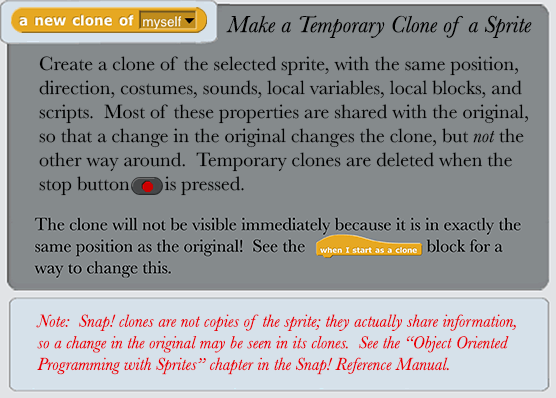 a new clone of myself
Make a Temporary Clone of a Sprite
Create a clone of the selected sprite, with the same position,
direction, costumes, sounds, local variables, local blocks, and
scripts. Most of these properties are shared with the original,
so that a change in the original changes the clone, but not the
other way around. Temporary clones are deleted when the
stop button is pressed.
The clone will not be visible immediately because it is in exactly the
same position as the original! See the when I start as a clone block for a
way to change this.
Note: Snap! clones are not copies of the sprite; they actually share information,
so a change in the original may be seen in its clones. See the “Object Oriented
Programming with Sprites” chapter in the Snap! Reference Manual.